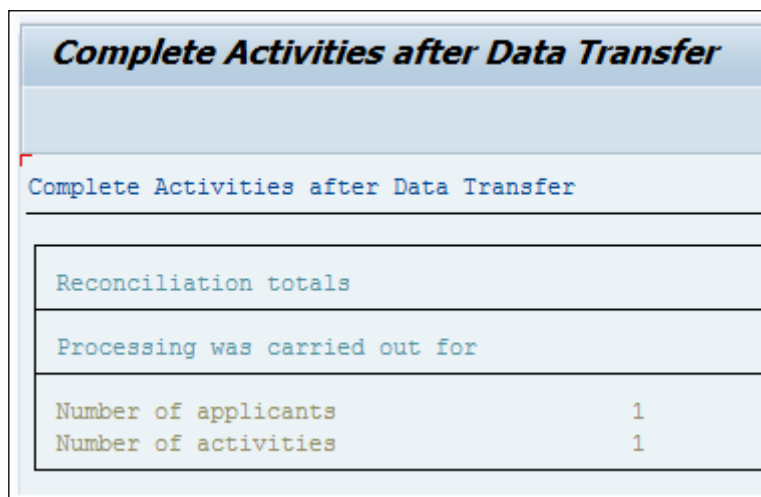 Complete Activities after Data Transfer
Complete Activities after Data Transfer
Reconciliation totals
Processing was carried out for
Number of applicants 1
Number of activities 1